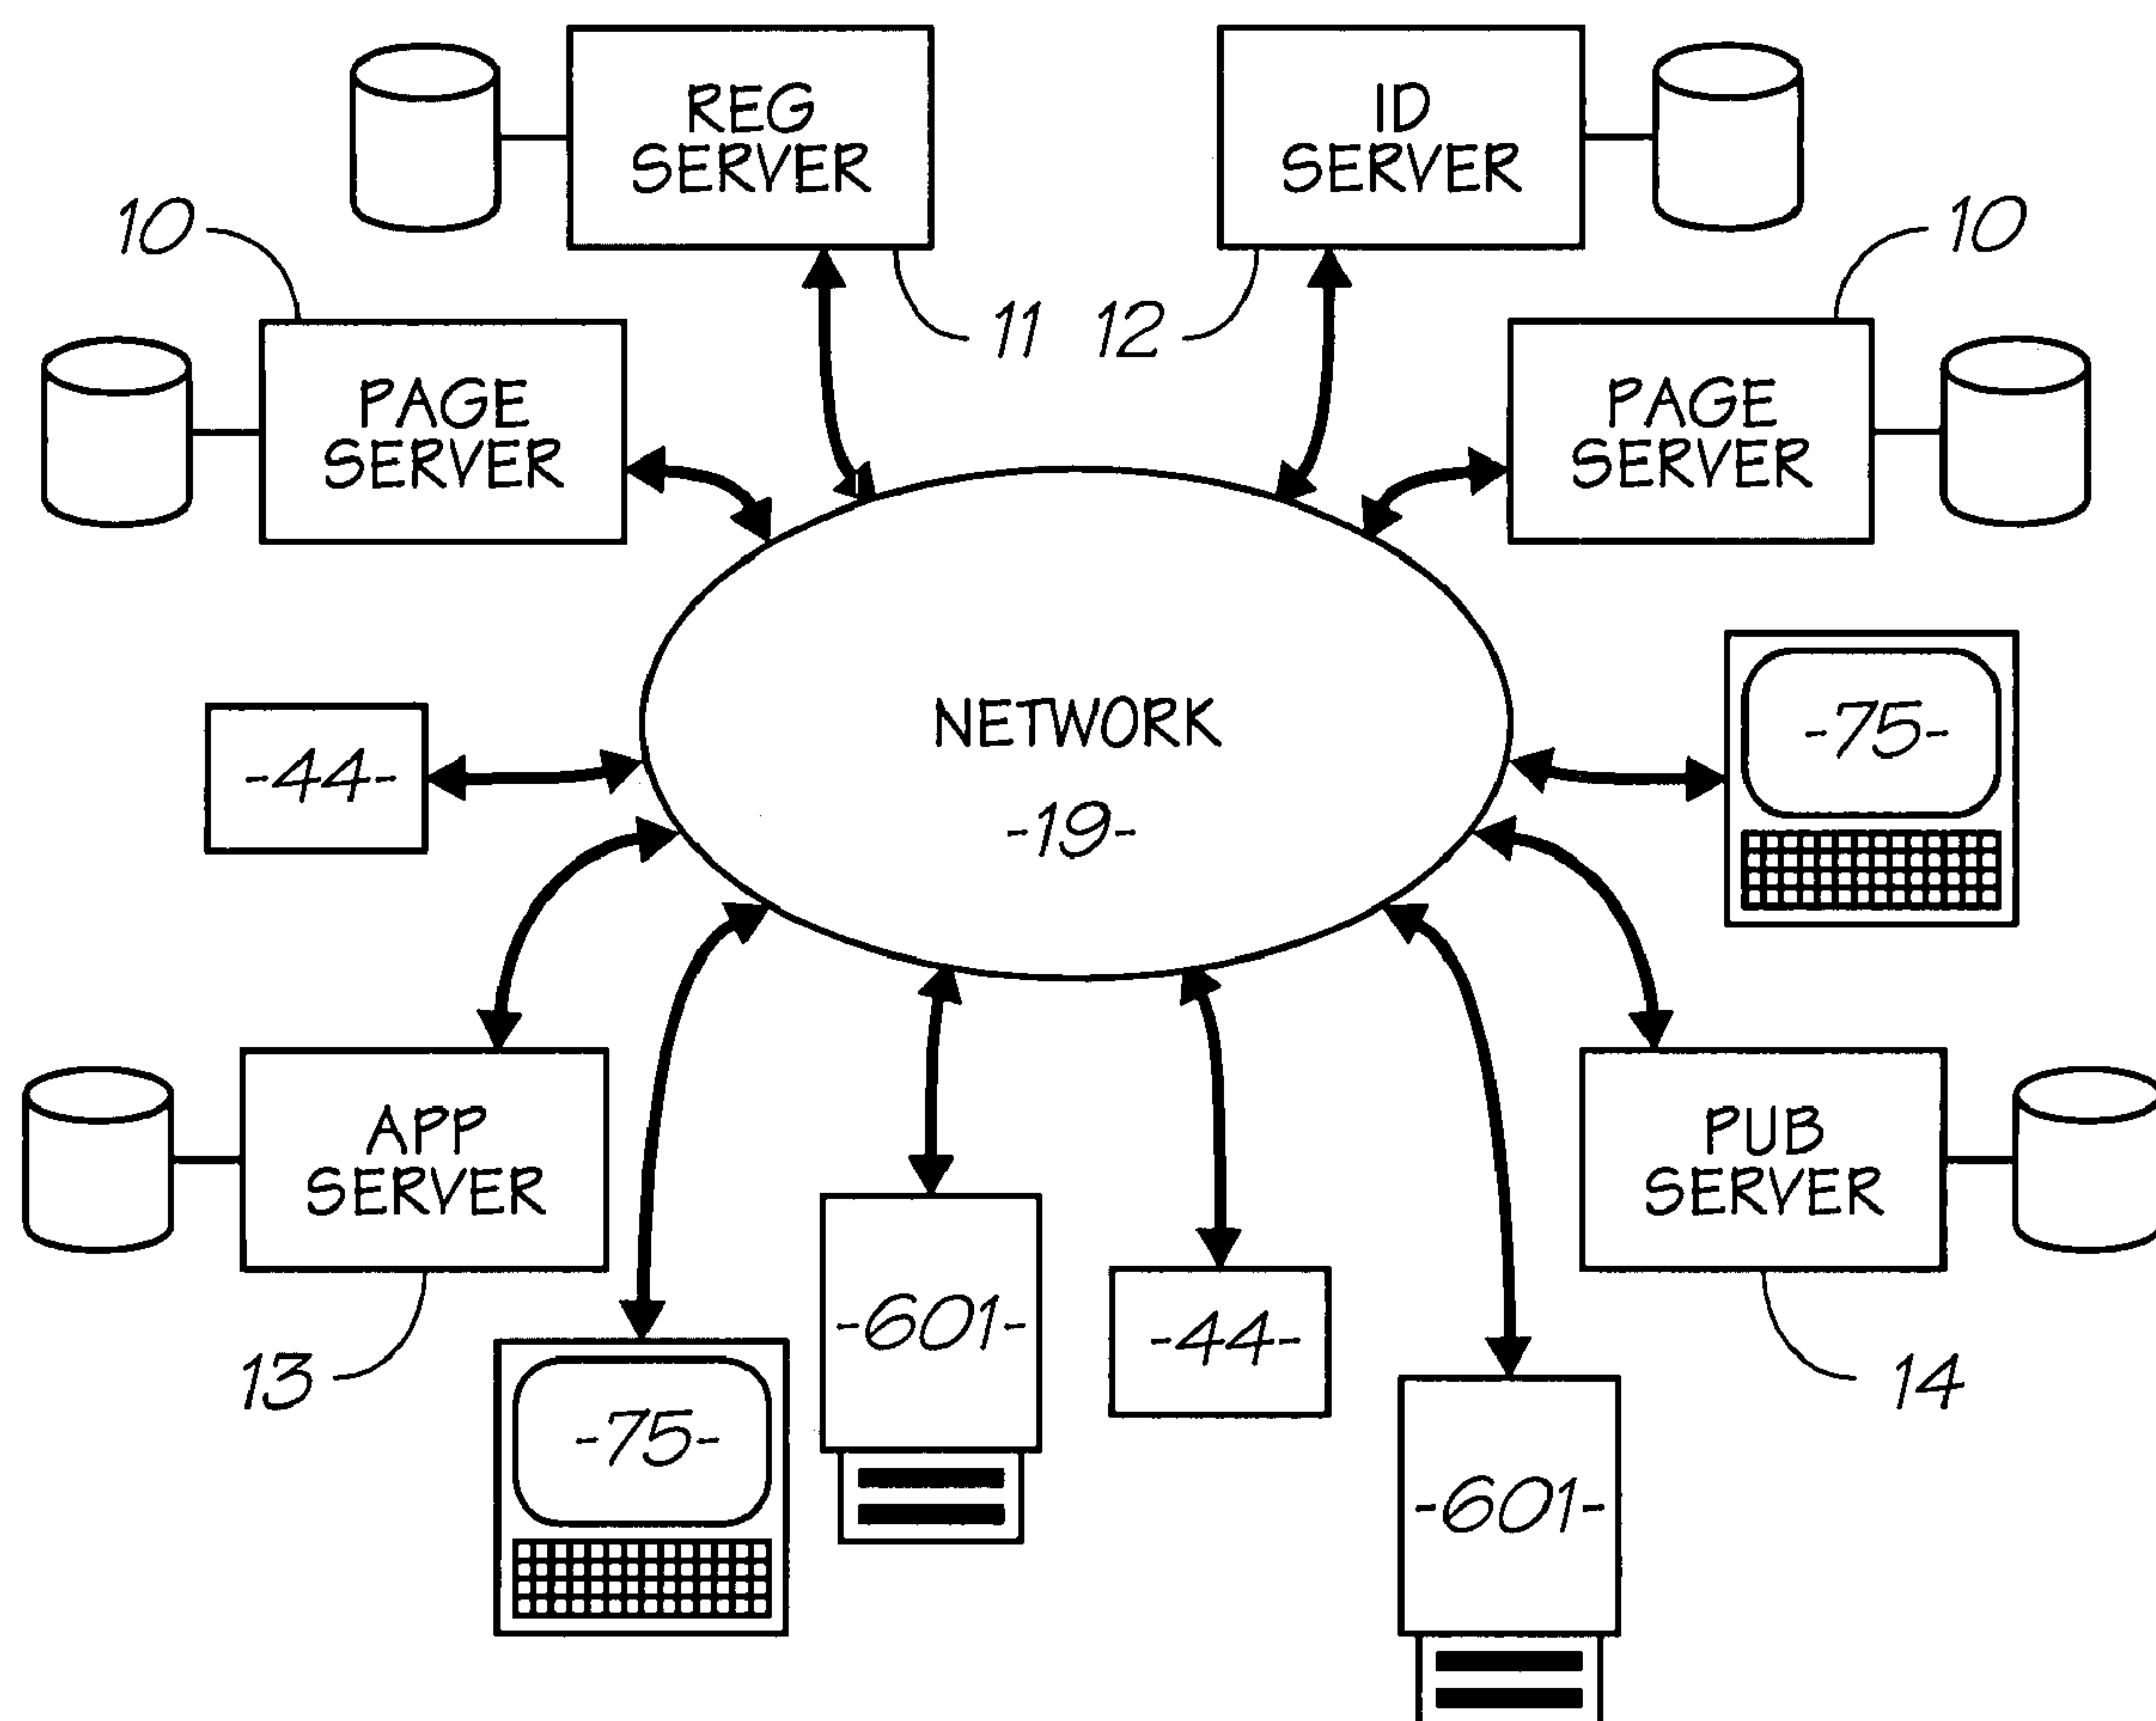 REG
SERVER
ID
SERVER
10
10
11
12
PAGE
SERVER
PAGE
SERVER
NETWORK
-19-
-44-
-75-
APP
SERVER
PUB
SERVER
13
14
-601-
-44-
-75-
-601-